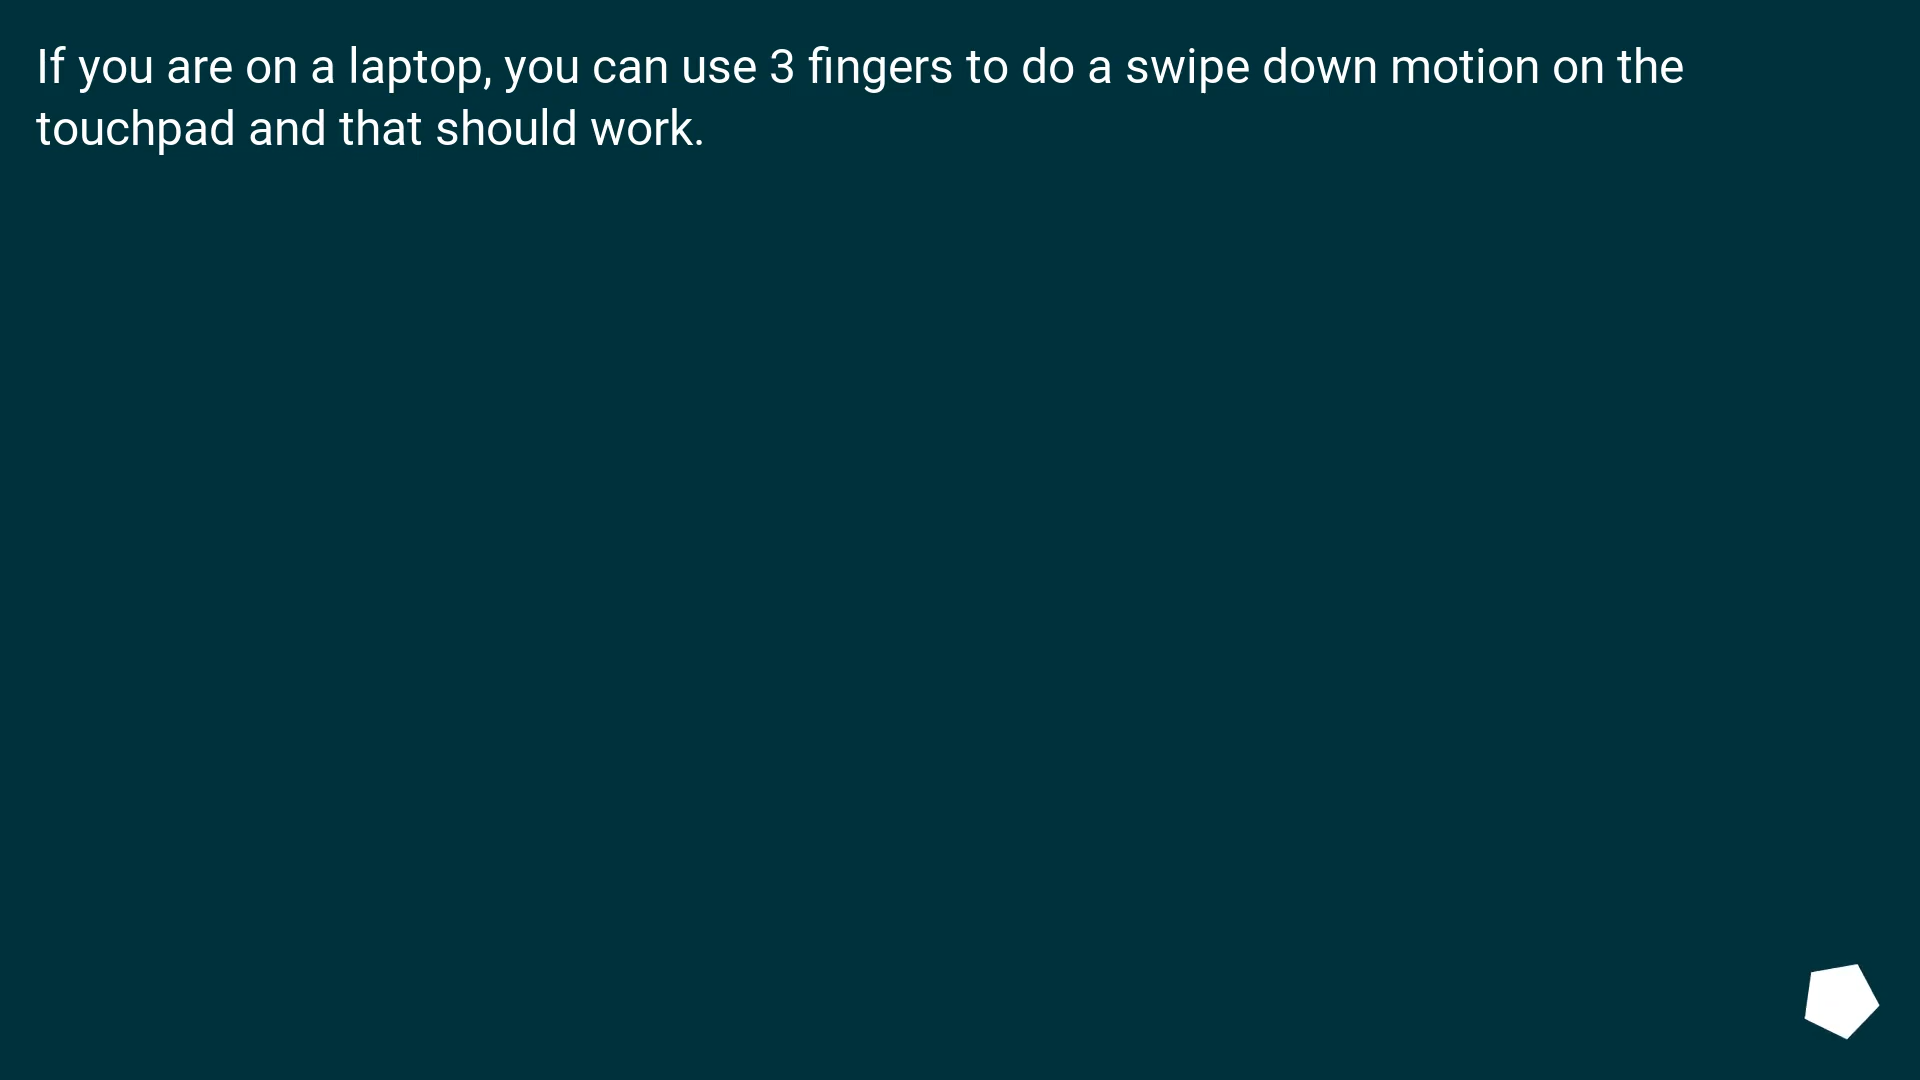 If you are on a laptop, you can use 3 fingers to do a swipe down motion on the
touchpad and that should work.